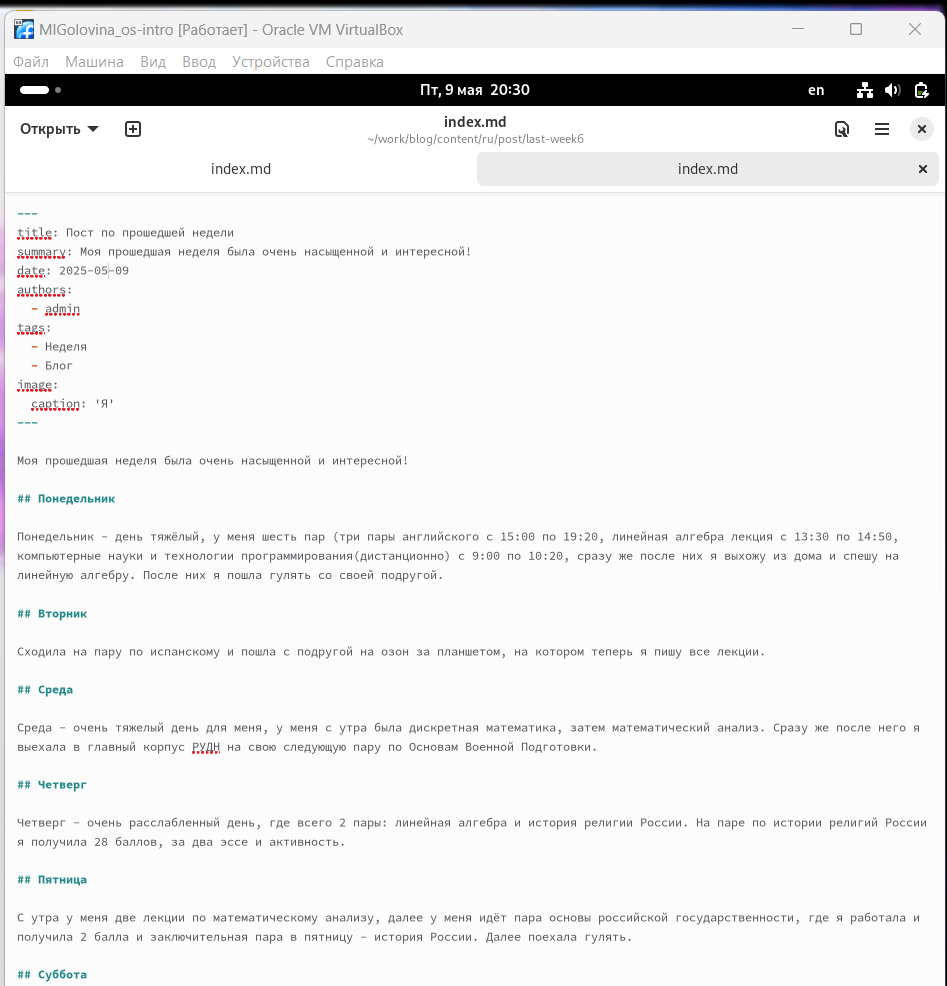 MIGolovina_os-intro [Работает] - Oracle VM VirtualBox
Файл Машина Вид Ввод Устройства Справка
Пт, 9 мая 20:30
en
Открыть
index.md
~/work/blog/content/ru/post/last-week6
index.md
index.md
---
title: Пост по прошедшей недели
summary: Моя прошедшая неделя была очень насыщенной и интересной!
date: 2025-05-09
authors:
- admin
tags:
- Неделя
- Блог
image:
caption: 'Я'
---
Моя прошедшая неделя была очень насыщенной и интересной!
## Понедельник
Понедельник - день тяжёлый, у меня шесть пар (три пары английского с 15:00 по 19:20, линейная алгебра лекция с 13:30 по 14:50,
компьютерные науки и технологии программирования(дистанционно) с 9:00 по 10:20, сразу же после них я выхожу из дома и спешу на
линейную алгебру. После них я пошла гулять со своей подругой.
## Вторник
Сходила на пару по испанскому и пошла с подругой на озон за планшетом, на котором теперь я пишу все лекции.
## Среда
Среда - очень тяжелый день для меня, у меня с утра была дискретная математика, затем математический анализ. Сразу же после него я
выехала в главный корпус РУДН на свою следующую пару по Основам Военной Подготовки.
## Четверг
Четверг - очень расслабленный день, где всего 2 пары: линейная алгебра и история религии России. На паре по истории религий России
я получила 28 баллов, за два эссе и активность.
## Пятница
С утра у меня две лекции по математическому анализу, далее у меня идёт пара основы российской государственности, где я работала и
получила 2 балла и заключительная пара в пятницу - история России. Далее поехала гулять.
## Суббота